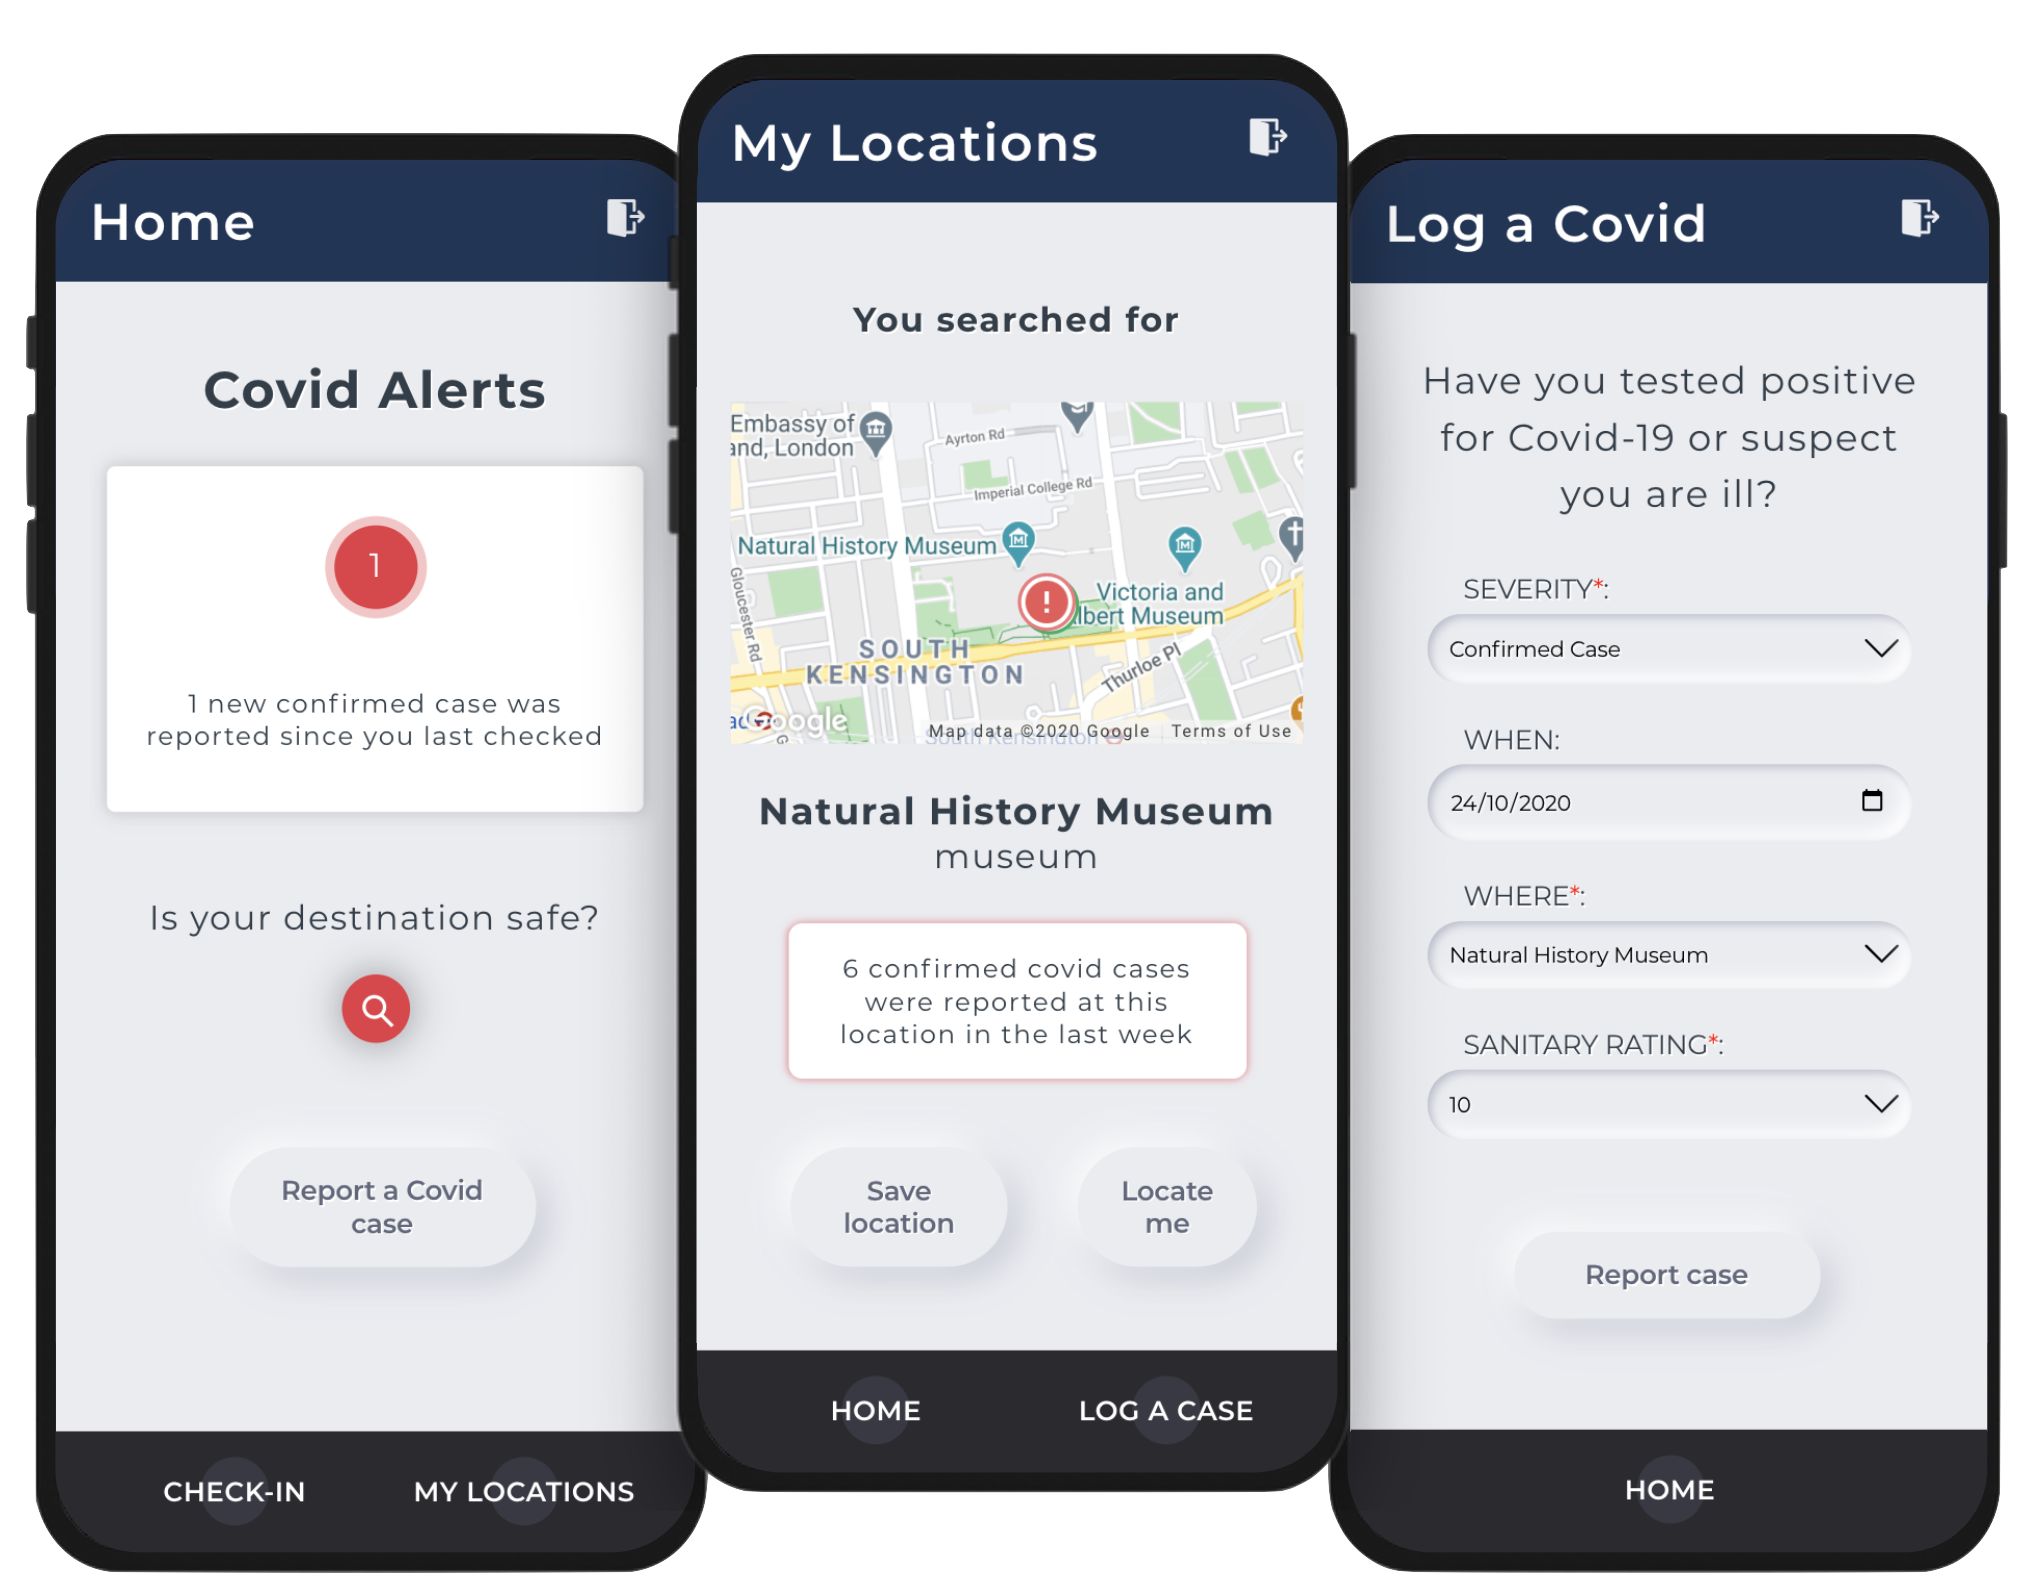 Home
Covid Alerts
1
1 new confirmed case was
reported since you last checked
Is your destination safe?
Report a Covid
case
CHECK-IN
MY LOCATIONS
My Locations
You searched for
Embassy of
and, London
Ayrton Rd
Imperial College Rd
Natural History Museum
Gloucester Rd
Victoria and
lbert Museum
SOUTH
KENSINGTON
Thurloe Pl
Google
South Kensington
Map data ©2020 Google
Terms of Use
Natural History Museum
museum
6 confirmed covid cases
were reported at this
location in the last week
Save
location
Locate
me
HOME
LOG A CASE
Log a Covid
Have you tested positive
for Covid-19 or suspect
you are ill?
SEVERITY*:
Confirmed Case
WHEN:
24/10/2020
WHERE*:
Natural History Museum
SANITARY RATING*:
10
Report case
HOME